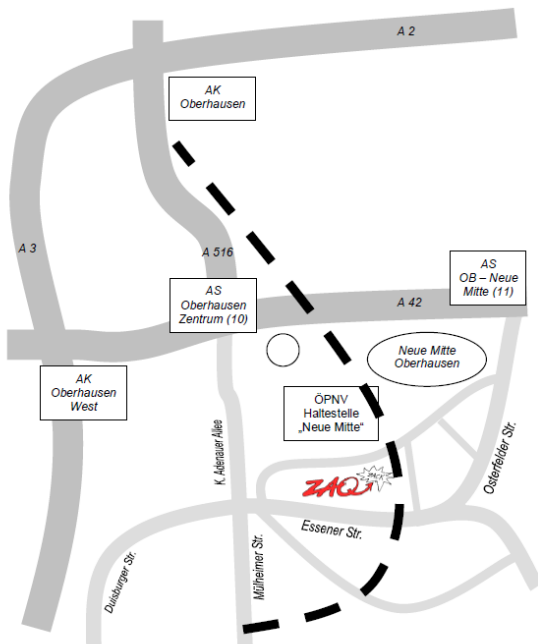 A 2
AK
Oberhausen
A 3
A 516
AS
Oberhausen
Zentrum (10)
A 42
AS
OB – Neue
Mitte (11)
Neue Mitte
Oberhausen
AK
Oberhausen
West
ÖPNV
Haltestelle
„Neue Mitte“
K. Adenauer Allee
Osterfelder Str.
ZAQ
Essener Str.
Duisburger Str.
Mülheimer Str.